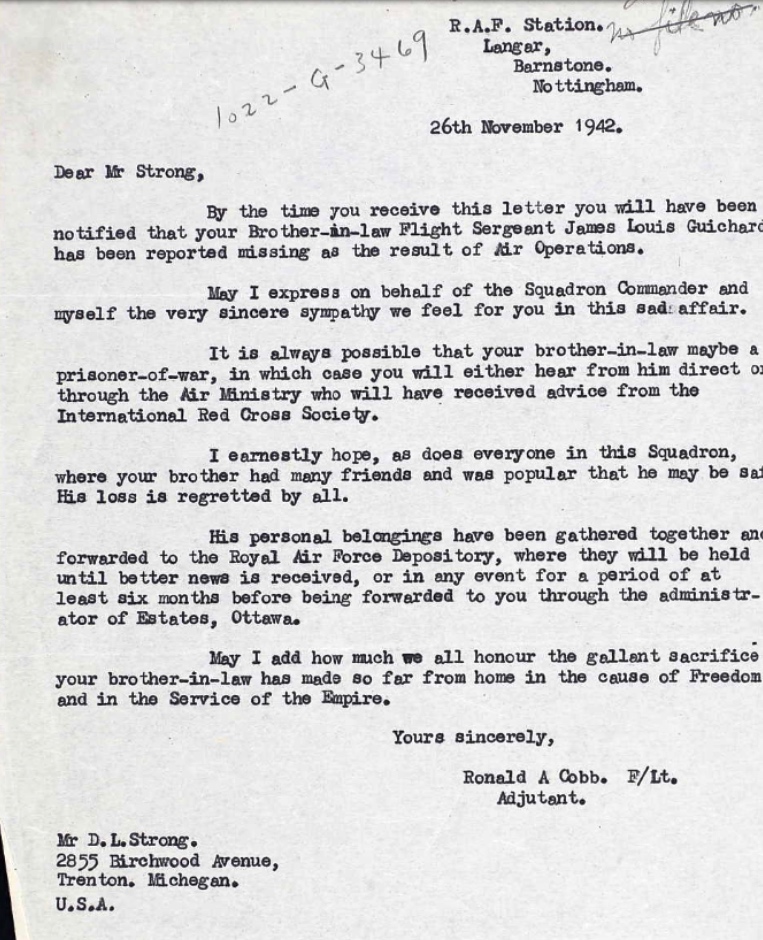 R.A.F. Station. no file no.
Langar,
Barnstone.
Nottingham.
1022-G-3469
26th November 1942.
Dear Mr Strong,
By the time you receive this letter you will have been
notified that your Brother-in-law Flight Sergeant James Louis Guichard
has been reported missing as the result of Air Operations.
May I express on behalf of the Squadron Commander and
myself the very sincere sympathy we feel for you in this sad affair.
It is always possible that your brother-in-law maybe a
prisoner-of-war, in which case you will either hear from him direct or
through the Air Ministry who will have received advice from the
International Red Cross Society.
I earnestly hope, as does everyone in this Squadron,
where your brother had many friends and was popular that he may be saf
His loss is regretted by all.
His personal belongings have been gathered together and
forwarded to the Royal Air Force Depository, where they will be held
until better news is received, or in any event for a period of at
least six months before being forwarded to you through the administr-
ator of Estates, Ottawa.
May I add how much we all honour the gallant sacrifice
your brother-in-law has made so far from home in the cause of Freedom
and in the Service of the Empire.
Yours sincerely,
Ronald A Cobb. F/Lt.
Adjutant.
Mr D.L.Strong.
2855 Birchwood Avenue,
Trenton. Michegan.
U.S.A.